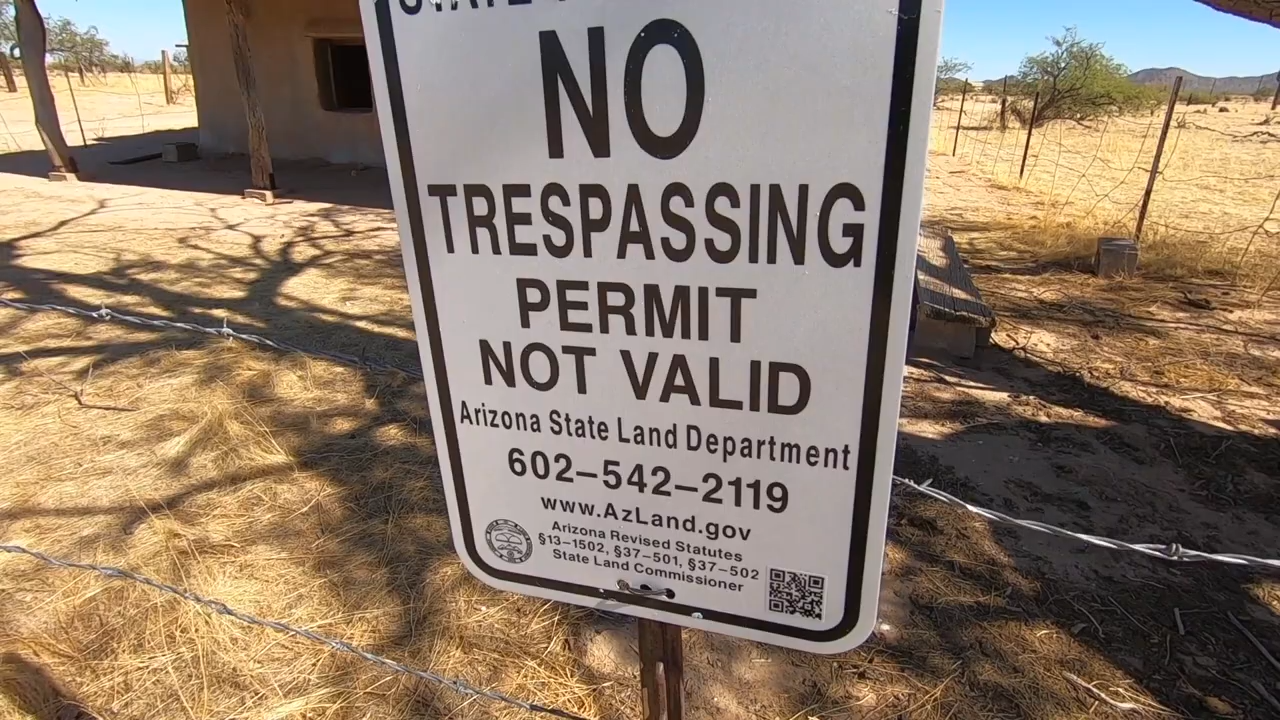 STATE
NO
TRESPASSING
PERMIT
NOT VALID
Arizona State Land Department
602-542-2119
www.AzLand.gov
Arizona Revised Statutes
§13-1502, §37-501, §37-502
State Land Commissioner